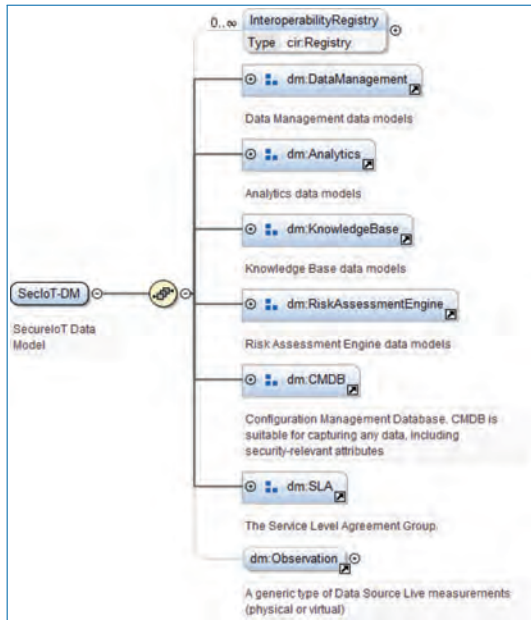 0..∞
InteroperabilityRegistry
Type cir:Registry
dm:DataManagement
Data Management data models
dm:Analytics
Analytics data models
dm:KnowledgeBase
Knowledge Base data models
SecIoT-DM
SecureIoT Data
Model
dm:RiskAssessmentEngine
Risk Assessment Engine data models
dm:CMDB
Configuration Management Database. CMDB is
suitable for capturing any data, including
security-relevant attributes
dm:SLA
The Service Level Agreement Group.
dm:Observation
A generic type of Data Source Live measurements
(physical or virtual)